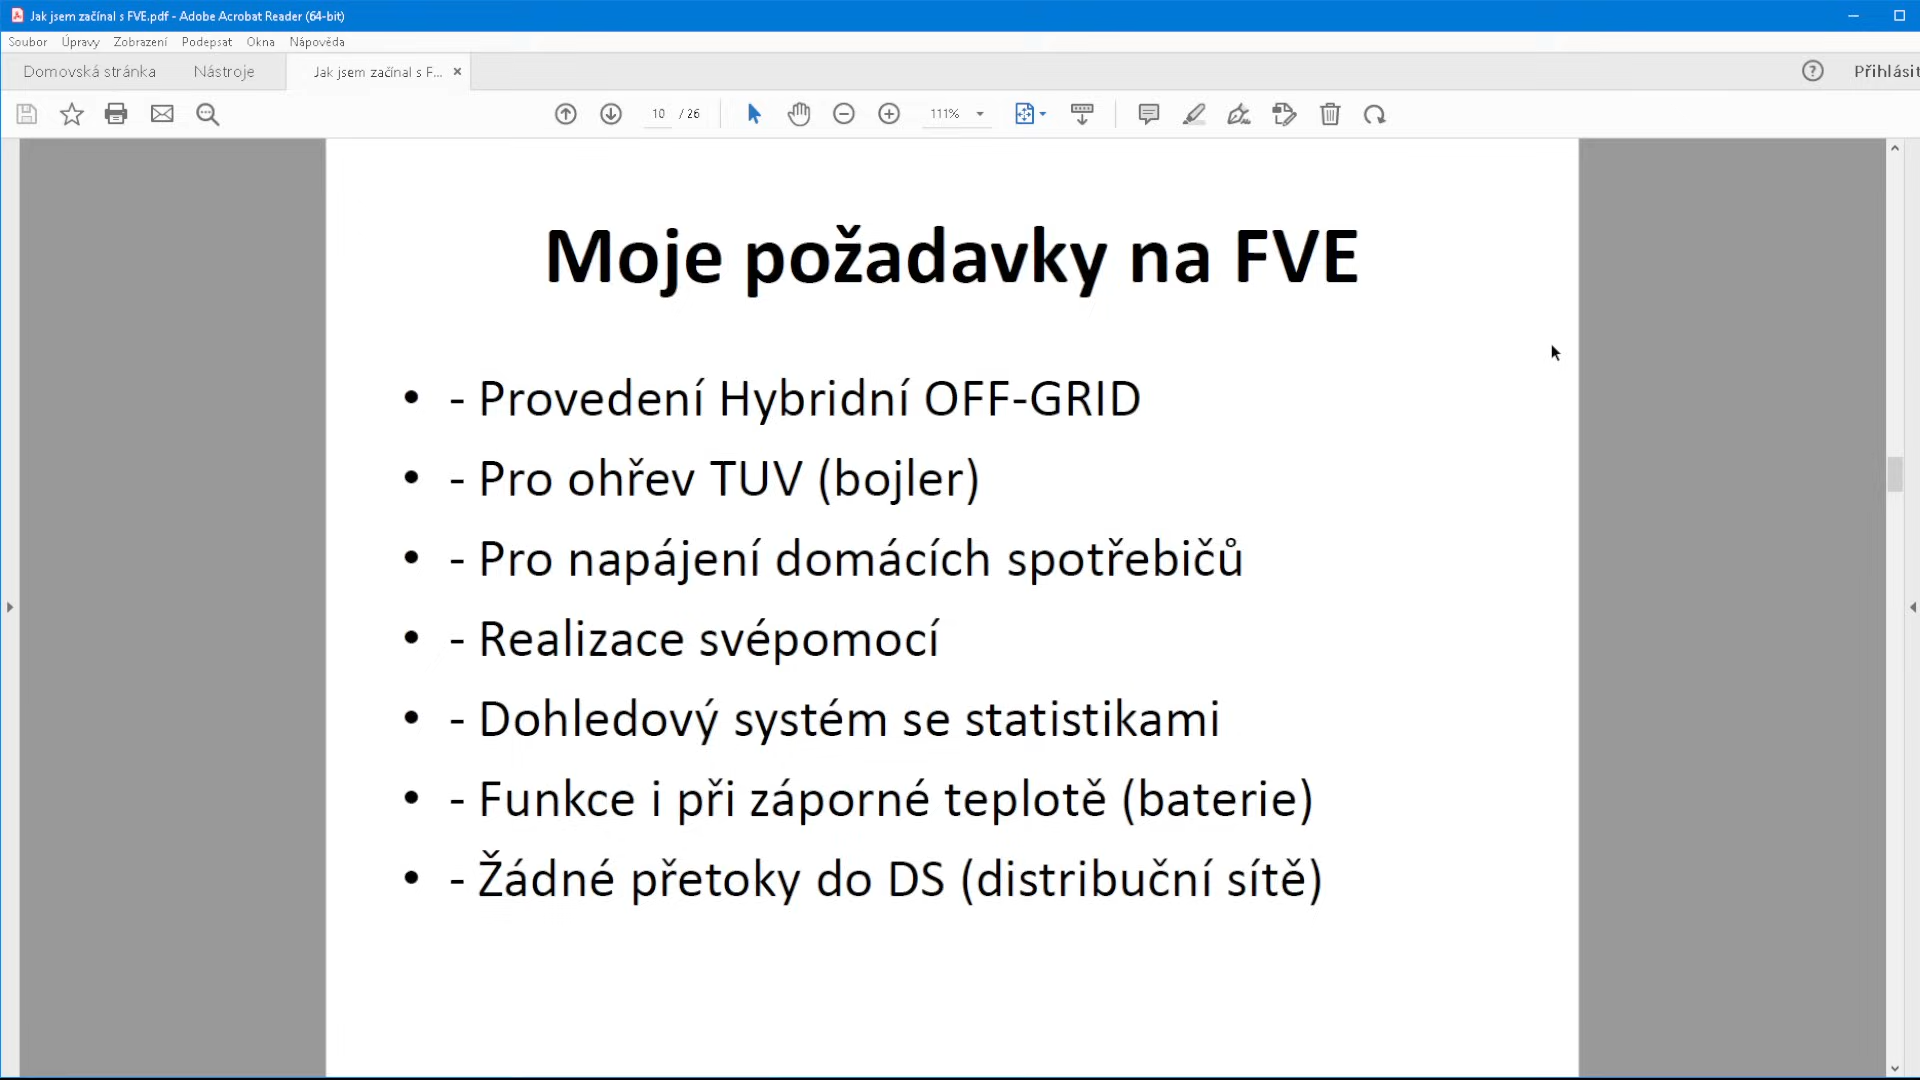 Jak jsem začínal s FVE.pdf - Adobe Acrobat Reader (64-bit)
Soubor Úpravy Zobrazení Podepsat Okna Nápověda
Domovská stránka Nástroje Jak jsem začínal s F... × ? Přihlásit
10 / 26 111%
Moje požadavky na FVE
• - Provedení Hybridní OFF-GRID
• - Pro ohřev TUV (bojler)
• - Pro napájení domácích spotřebičů
• - Realizace svépomocí
• - Dohledový systém se statistikami
• - Funkce i při záporné teplotě (baterie)
• - Žádné přetoky do DS (distribuční sítě)